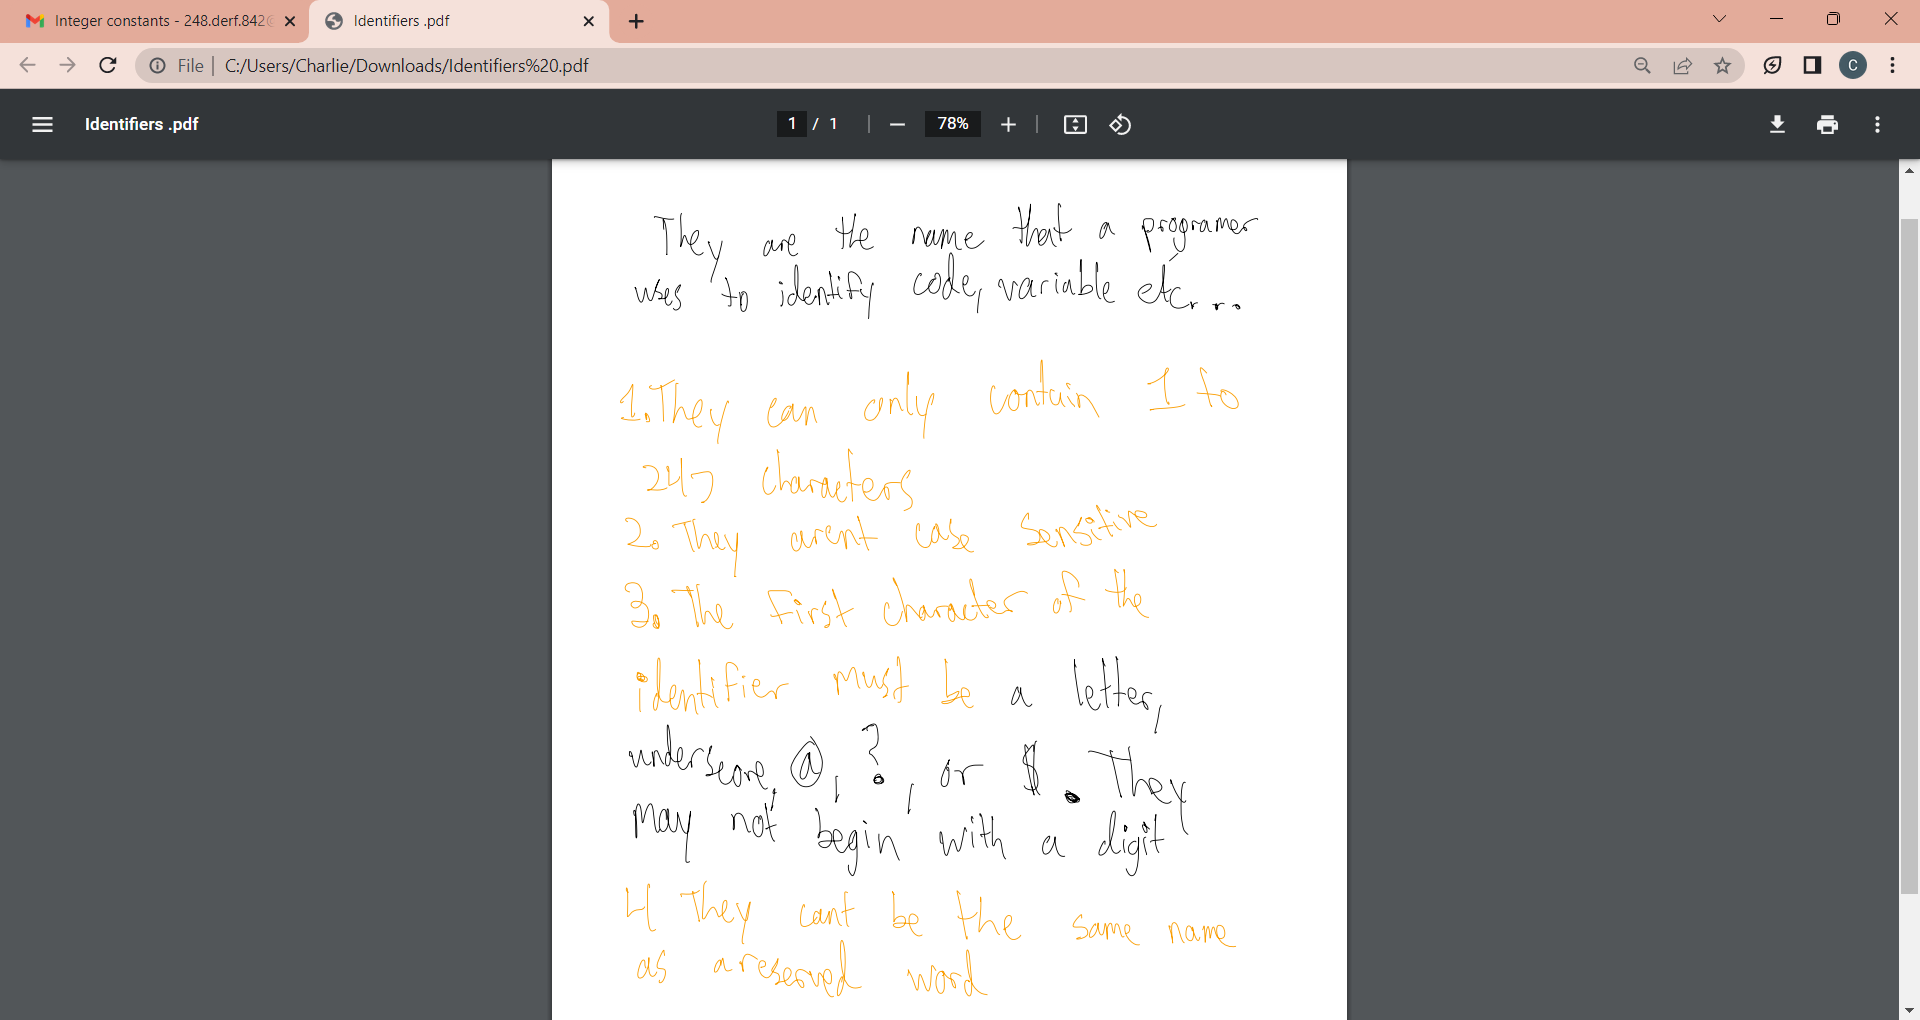 Integer constants - 248.derf.842@
Identifiers .pdf
File | C:/Users/Charlie/Downloads/Identifiers%20.pdf
C
Identifiers .pdf
1 / 1
78%
They are the name that a programer
uses to identify code, variable etc...
1. They can only contain 1 to
247 characters
2. They arent case sensitive
3. The first character of the
identifier must be a letter,
underscore, @, ?, or $. They
may not begin with a digit
4 They cant be the same name
as a reserved word